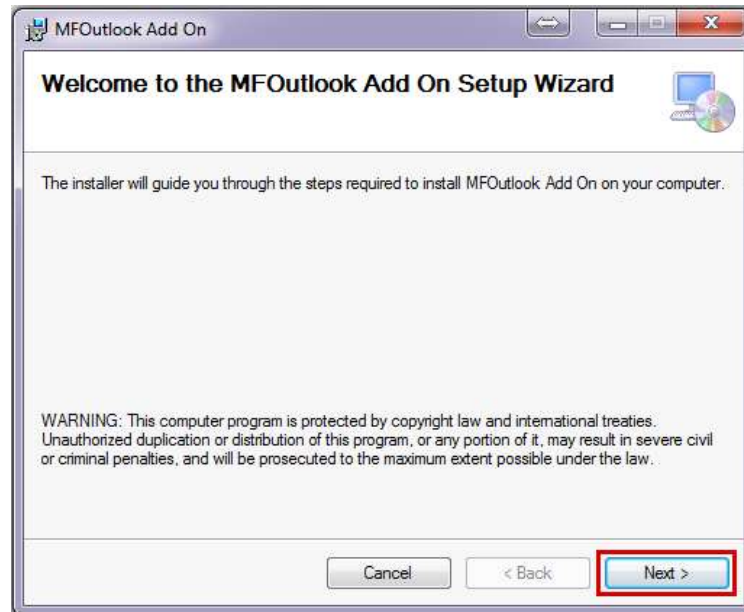 MFOutlook Add On
Welcome to the MFOutlook Add On Setup Wizard
The installer will guide you through the steps required to install MFOutlook Add On on your computer.
WARNING: This computer program is protected by copyright law and international treaties.
Unauthorized duplication or distribution of this program, or any portion of it, may result in severe civil
or criminal penalties, and will be prosecuted to the maximum extent possible under the law.
Cancel < Back Next >